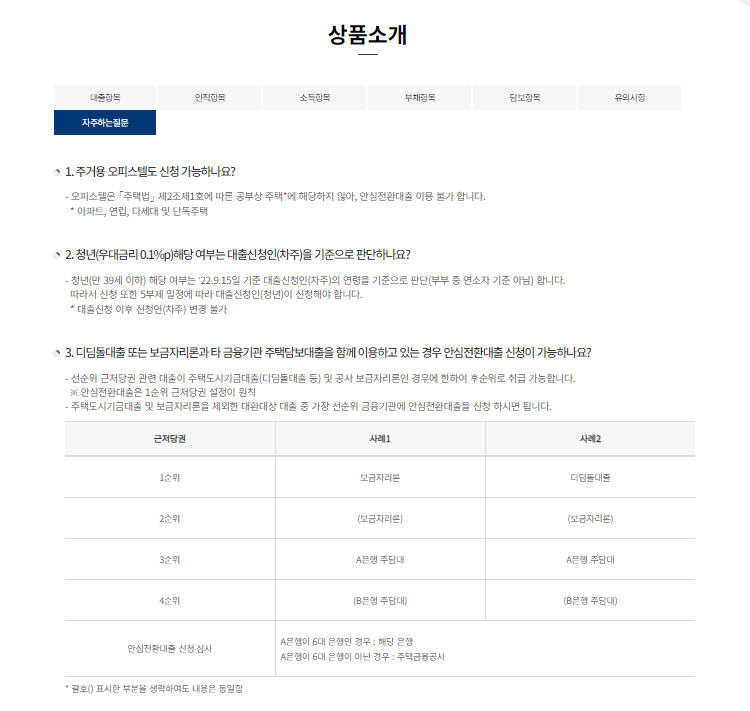 상품소개
대출항목 인적항목 소득항목 부채항목 담보항목 유의사항
자주하는질문
1. 주거용 오피스텔도 신청 가능하나요?
- 오피스텔은 「주택법」 제2조제1호에 따른 공부상 주택*에 해당하지 않아, 안심전환대출 이용 불가 합니다.
* 아파트, 연립, 다세대 및 단독주택
2. 청년(우대금리 0.1%p)해당 여부는 대출신청인(차주)을 기준으로 판단하나요?
- 청년(만 39세 이하) 해당 여부는 '22.9.15일 기준 대출신청인(차주)의 연령을 기준으로 판단(부부 중 연소자 기준 아님) 합니다.
따라서 신청 또한 5부제 일정에 따라 대출신청인(청년)이 신청해야 합니다.
* 대출신청 이후 신청인(차주) 변경 불가
3. 디딤돌대출 또는 보금자리론과 타 금융기관 주택담보대출을 함께 이용하고 있는 경우 안심전환대출 신청이 가능하나요?
- 선순위 근저당권 관련 대출이 주택도시기금대출(디딤돌대출 등) 및 공사 보금자리론인 경우에 한하여 후순위로 취급 가능합니다.
※ 안심전환대출은 1순위 근저당권 설정이 원칙
- 주택도시기금대출 및 보금자리론을 제외한 대환대상 대출 중 가장 선순위 금융기관에 안심전환대출을 신청 하시면 됩니다.
근저당권 사례1 사례2
1순위 보금자리론 디딤돌대출
2순위 (보금자리론) (보금자리론)
3순위 A은행 주담대 A은행 주담대
4순위 (B은행 주담대) (B은행 주담대)
안심전환대출 신청·심사
A은행이 6대 은행인 경우 : 해당 은행
A은행이 6대 은행이 아닌 경우 : 주택금융공사
* 괄호() 표시한 부분을 생략하여도 내용은 동일함